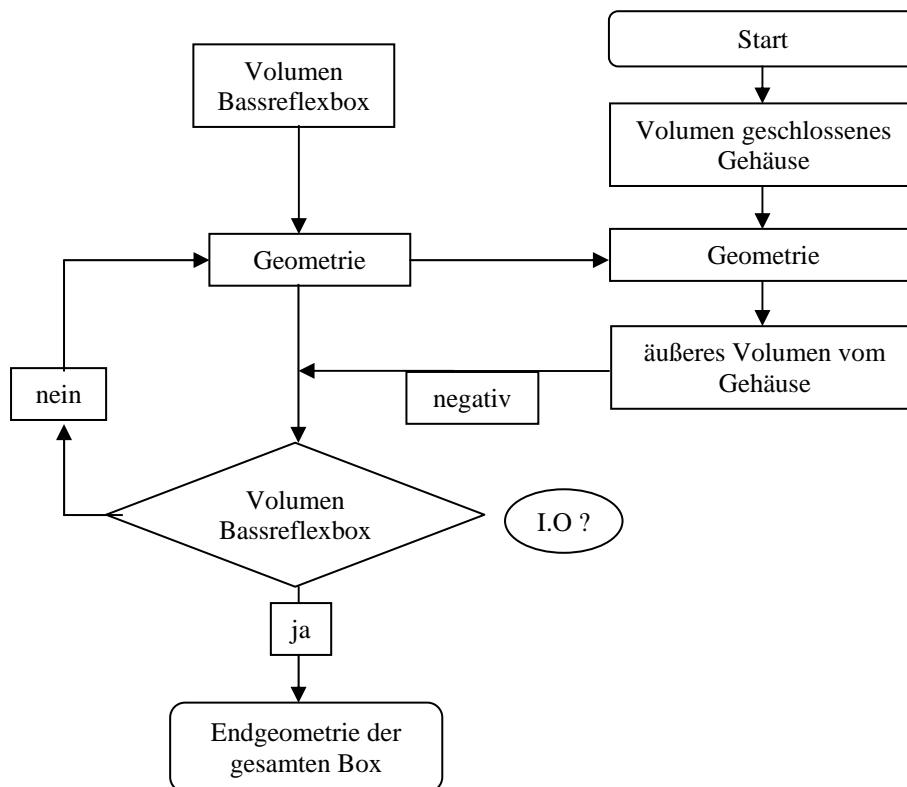 Start
Volumen
Bassreflexbox
Volumen geschlossenes
Gehäuse
Geometrie
Geometrie
äußeres Volumen vom
Gehäuse
nein
negativ
Volumen
Bassreflexbox
I.O ?
ja
Endgeometrie der
gesamten Box